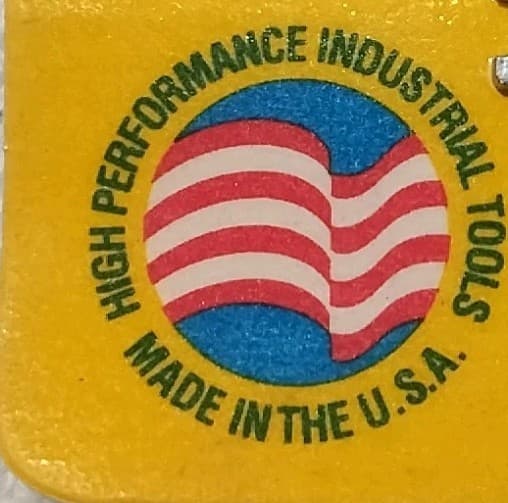 HIGH PERFORMANCE INDUSTRIAL TOOLS
MADE IN THE U.S.A.